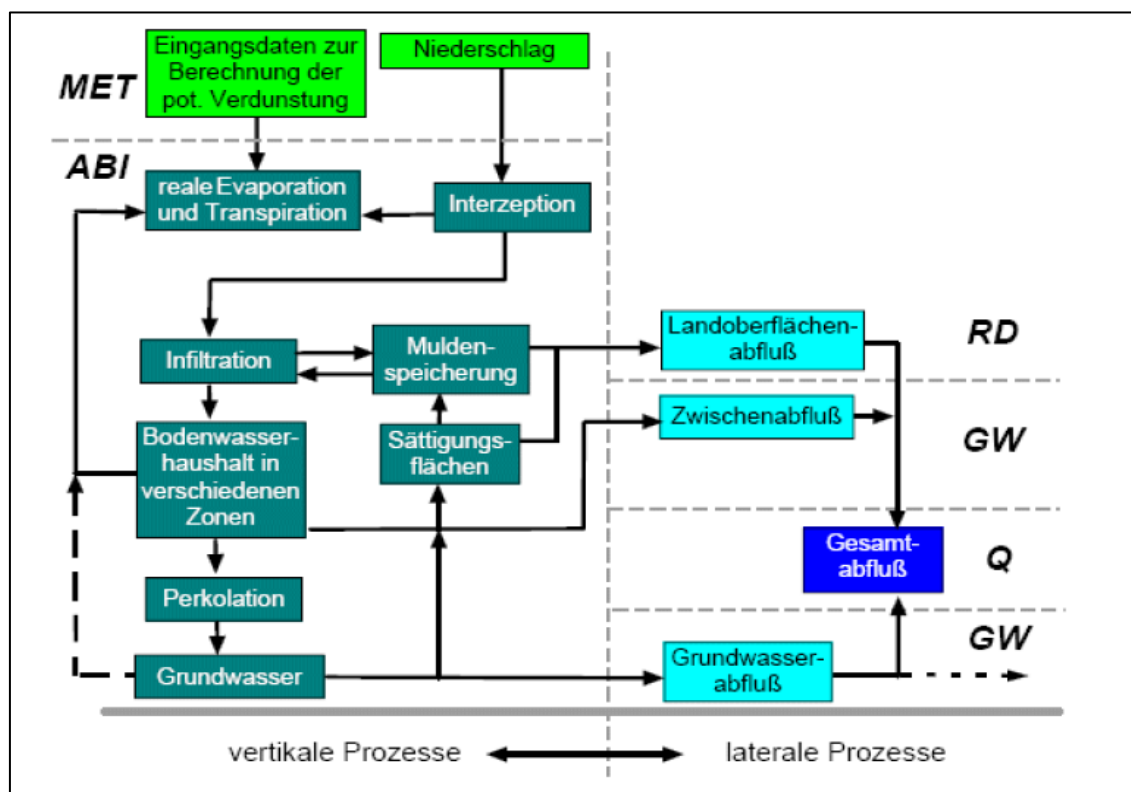 Eingangsdaten zur
Berechnung der
pot. Verdunstung
Niederschlag
MET
ABI
reale Evaporation
und Transpiration
Interzeption
Infiltration
Mulden-
speicherung
Landoberflächen-
abfluß
RD
Bodenwasser-
haushalt in
verschiedenen
Zonen
Sättigungs-
flächen
Zwischenabfluß
GW
Gesamt-
abfluß
Q
Perkolation
Grundwasser
Grundwasser-
abfluß
GW
vertikale Prozesse
laterale Prozesse